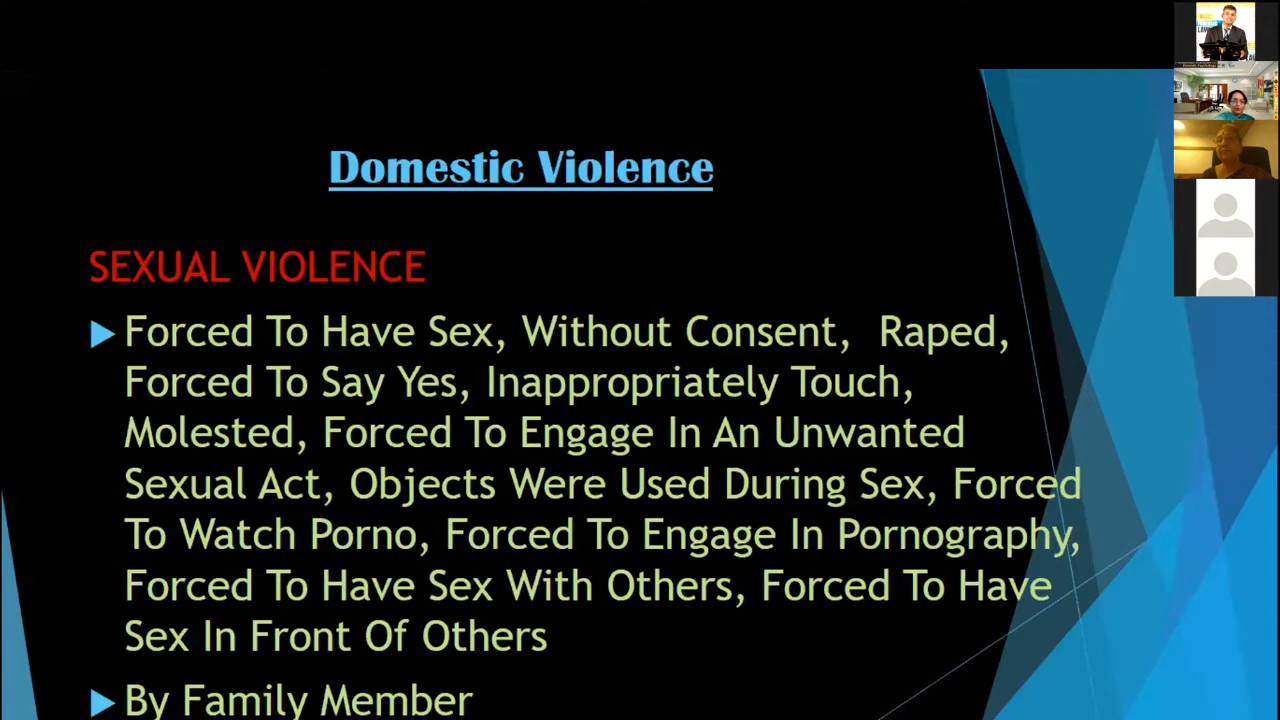 Domestic Violence
SEXUAL VIOLENCE
Forced To Have Sex, Without Consent, Raped,
Forced To Say Yes, Inappropriately Touch,
Molested, Forced To Engage In An Unwanted
Sexual Act, Objects Were Used During Sex, Forced
To Watch Porno, Forced To Engage In Pornography,
Forced To Have Sex With Others, Forced To Have
Sex In Front Of Others
By Family Member